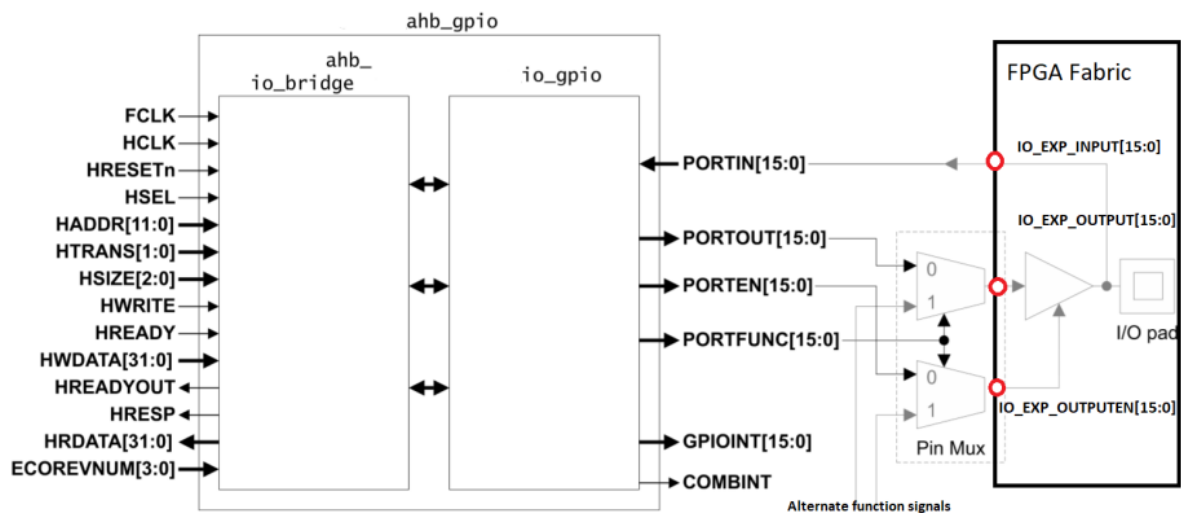 ahb_gpio
ahb_
io_bridge
io_gpio
FCLK
HCLK
HRESETn
HSEL
HADDR[11:0]
HTRANS[1:0]
HSIZE[2:0]
HWRITE
HREADY
HWDATA[31:0]
HREADYOUT
HRESP
HRDATA[31:0]
ECOREVNUM[3:0]
PORTIN[15:0]
PORTOUT[15:0]
PORTEN[15:0]
PORTFUNC[15:0]
GPIOINT[15:0]
COMBINT
0
1
0
1
Pin Mux
Alternate function signals
FPGA Fabric
IO_EXP_INPUT[15:0]
IO_EXP_OUTPUT[15:0]
I/O pad
IO_EXP_OUTPUTEN[15:0]